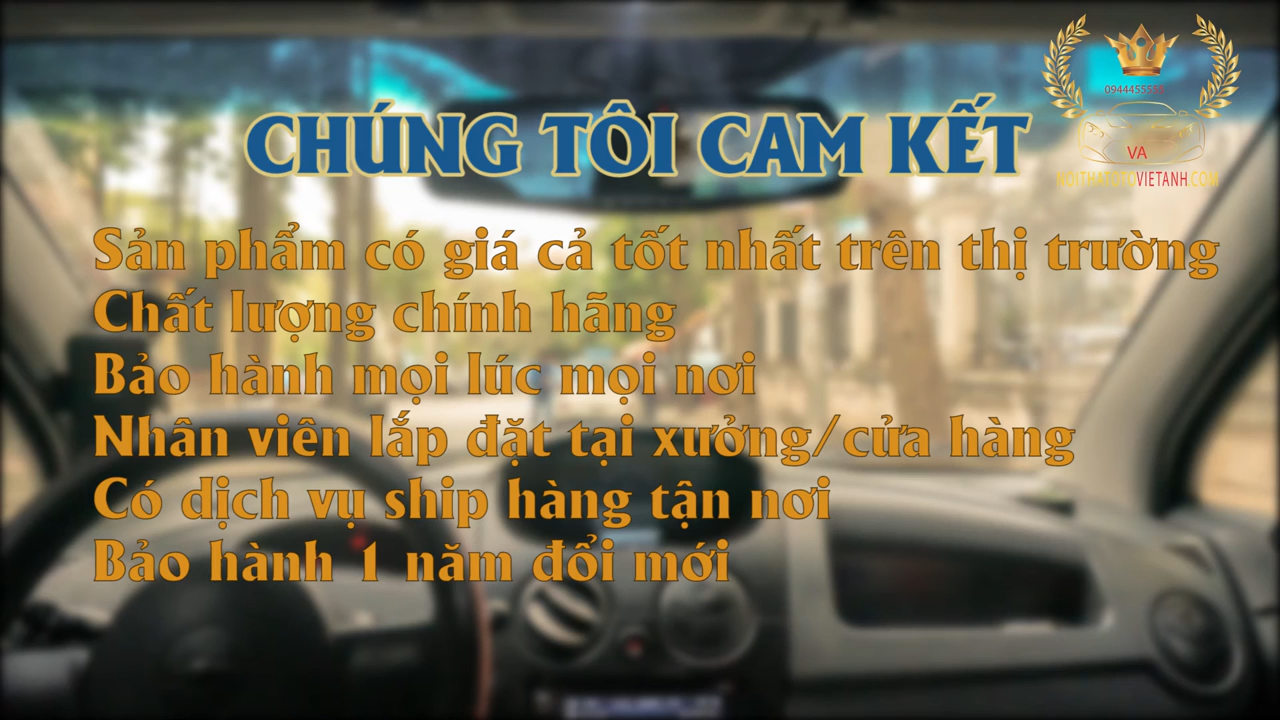 CHÚNG TÔI CAM KẾT
VA
NOITHATOTOVIETANH.COM
Sản phẩm có giá cả tốt nhất trên thị trường
Chất lượng chính hãng
Bảo hành mọi lúc mọi nơi
Nhân viên lắp đặt tại xưởng/cửa hàng
Có dịch vụ ship hàng tận nơi
Bảo hành 1 năm đổi mới